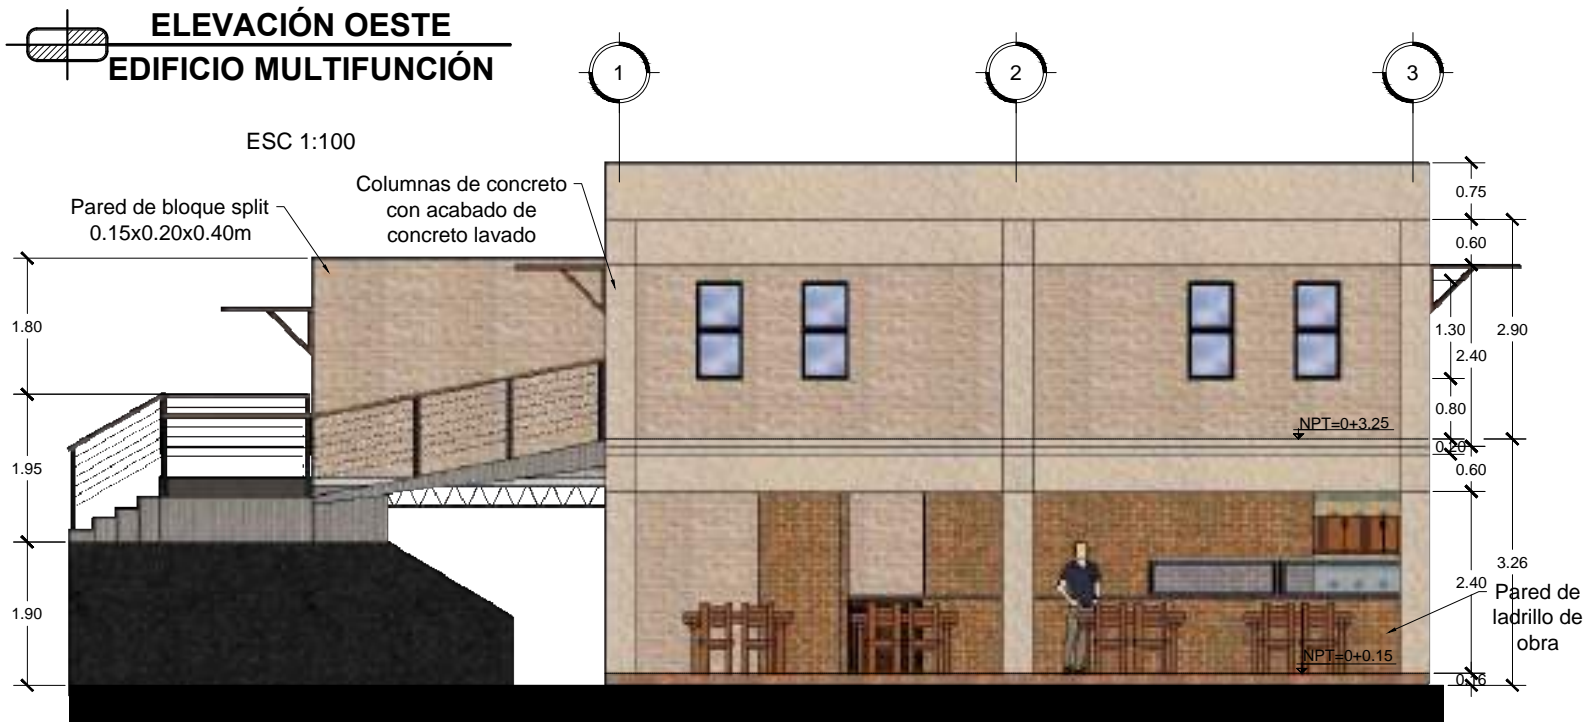 ELEVACIÓN OESTE
EDIFICIO MULTIFUNCIÓN
ESC 1:100
1
2
3
Pared de bloque split
0.15x0.20x0.40m
Columnas de concreto
con acabado de
concreto lavado
1.80
1.95
1.90
0.75
0.60
1.30
2.90
2.40
0.80
NPT=0+3.25
0.20
0.60
3.26
2.40
Pared de
ladrillo de
obra
NPT=0+0.15
0.16